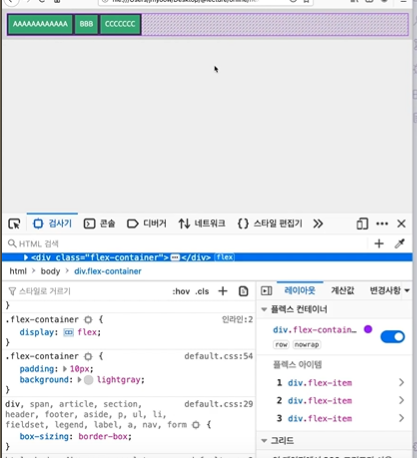 AAAAAAAAAAAA BBB CCCCCCC
검사기 콘솔 디버거 네트워크 {} 스타일 편집기
HTML 검색
<div class="flex-container"> </div> flex
html > body > div.flex-container
스타일로 거르기 :hov .cls + 레이아웃 계산값 변경사항
}
.flex-container { 인라인:2
display: flex;
}
.flex-container { default.css:54
padding: 10px;
background: lightgray;
}
div, span, article, section, default.css:29
header, footer, aside, p, ul, li,
fieldset, legend, label, a, nav, form {
box-sizing: border-box;
}
플렉스 컨테이너
div.flex-contain…
row nowrap
플렉스 아이템
1 div.flex-item
2 div.flex-item
3 div.flex-item
그리드